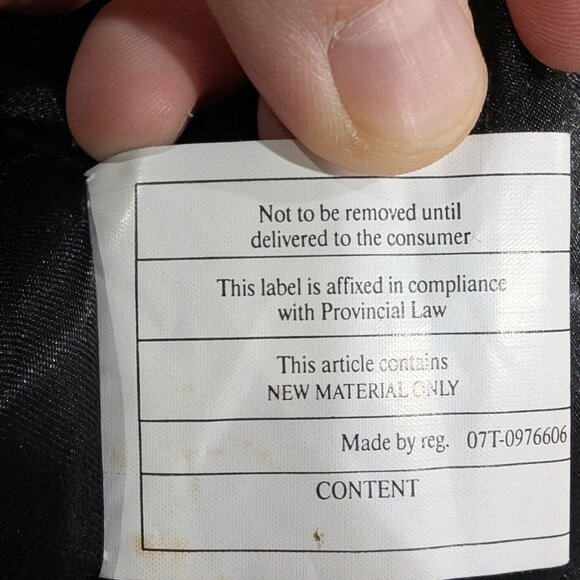 Not to be removed until
delivered to the consumer
This label is affixed in compliance
with Provincial Law
This article contains
NEW MATERIAL ONLY
Made by reg. 07T-0976606
CONTENT